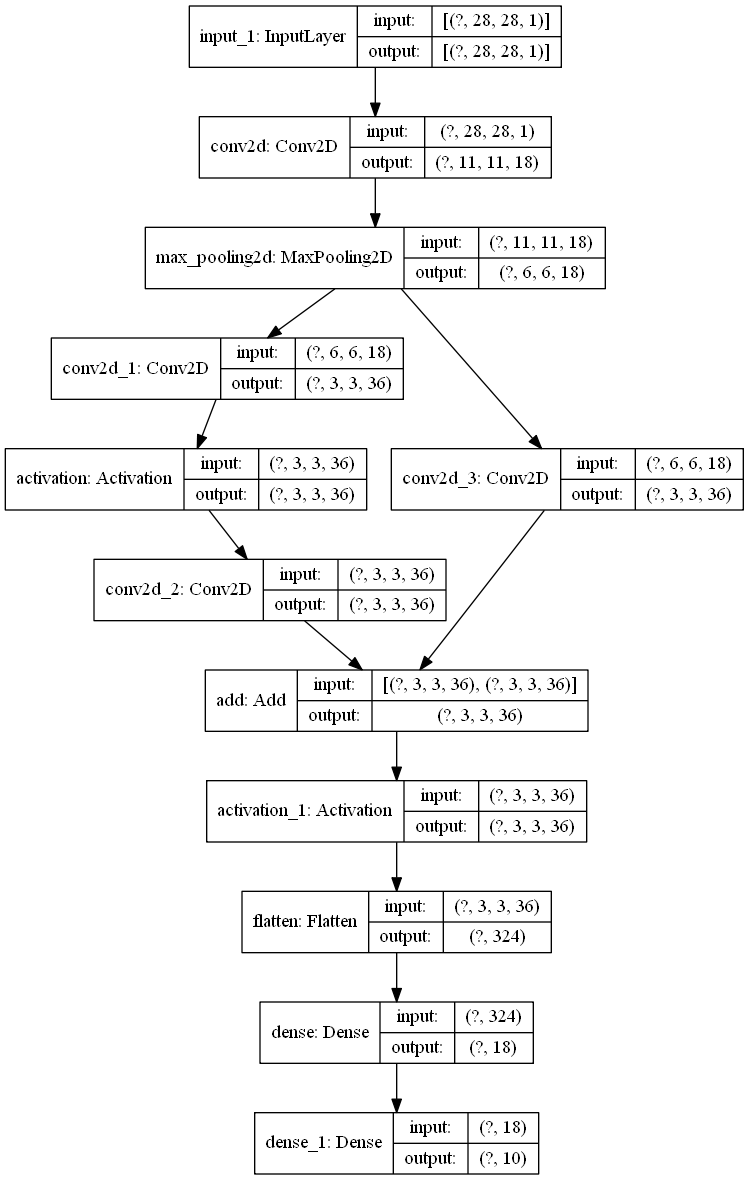 input_1: InputLayer
input: [(?, 28, 28, 1)]
output: [(?, 28, 28, 1)]
conv2d: Conv2D
input: (?, 28, 28, 1)
output: (?, 11, 11, 18)
max_pooling2d: MaxPooling2D
input: (?, 11, 11, 18)
output: (?, 6, 6, 18)
conv2d_1: Conv2D
input: (?, 6, 6, 18)
output: (?, 3, 3, 36)
activation: Activation
input: (?, 3, 3, 36)
output: (?, 3, 3, 36)
conv2d_3: Conv2D
input: (?, 6, 6, 18)
output: (?, 3, 3, 36)
conv2d_2: Conv2D
input: (?, 3, 3, 36)
output: (?, 3, 3, 36)
add: Add
input: [(?, 3, 3, 36), (?, 3, 3, 36)]
output: (?, 3, 3, 36)
activation_1: Activation
input: (?, 3, 3, 36)
output: (?, 3, 3, 36)
flatten: Flatten
input: (?, 3, 3, 36)
output: (?, 324)
dense: Dense
input: (?, 324)
output: (?, 18)
dense_1: Dense
input: (?, 18)
output: (?, 10)